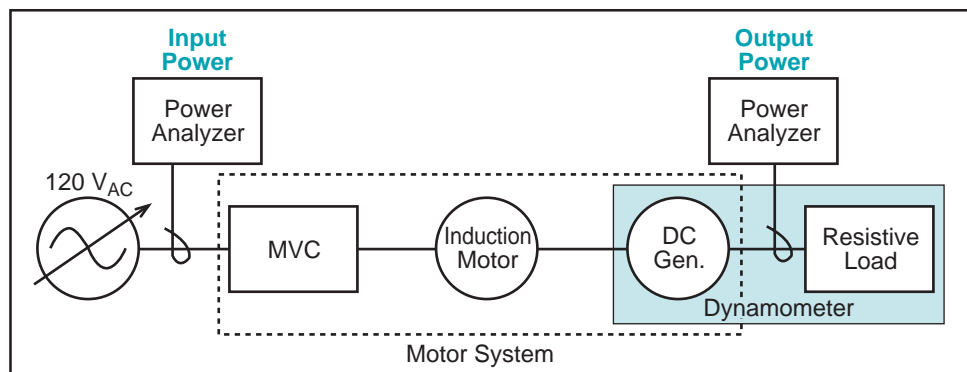 Input
Power
Output
Power
Power
Analyzer
Power
Analyzer
120 VAC
MVC
Induction
Motor
DC
Gen.
Resistive
Load
Dynamometer
Motor System